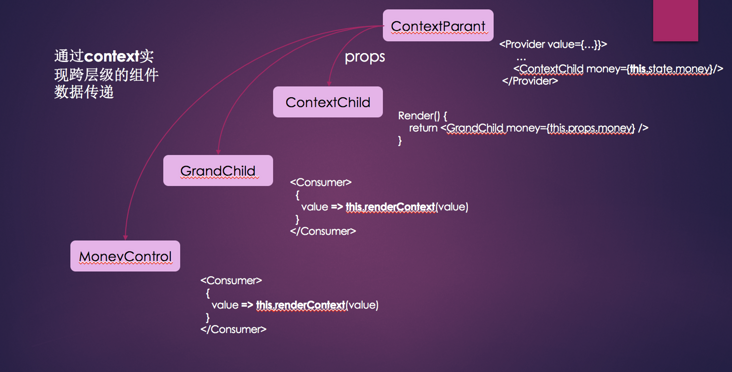 ContextParant
通过context实
现跨层级的组件
数据传递
<Provider value={...}}>
...
<ContextChild money={this.state.money}/>
</Provider>
props
ContextChild
Render() {
return <GrandChild money={this.props.money} />
}
GrandChild
<Consumer>
{
value => this.renderContext(value)
}
</Consumer>
MonevControl
<Consumer>
{
value => this.renderContext(value)
}
</Consumer>